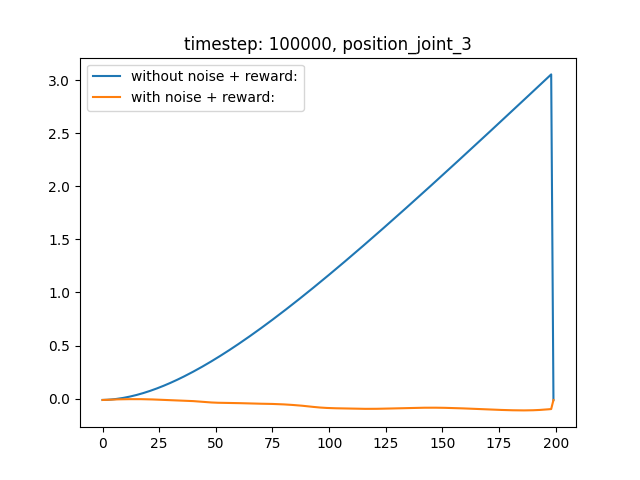 timestep: 100000, position_joint_3
without noise + reward:
with noise + reward:
3.0
2.5
2.0
1.5
1.0
0.5
0.0
0 25 50 75 100 125 150 175 200